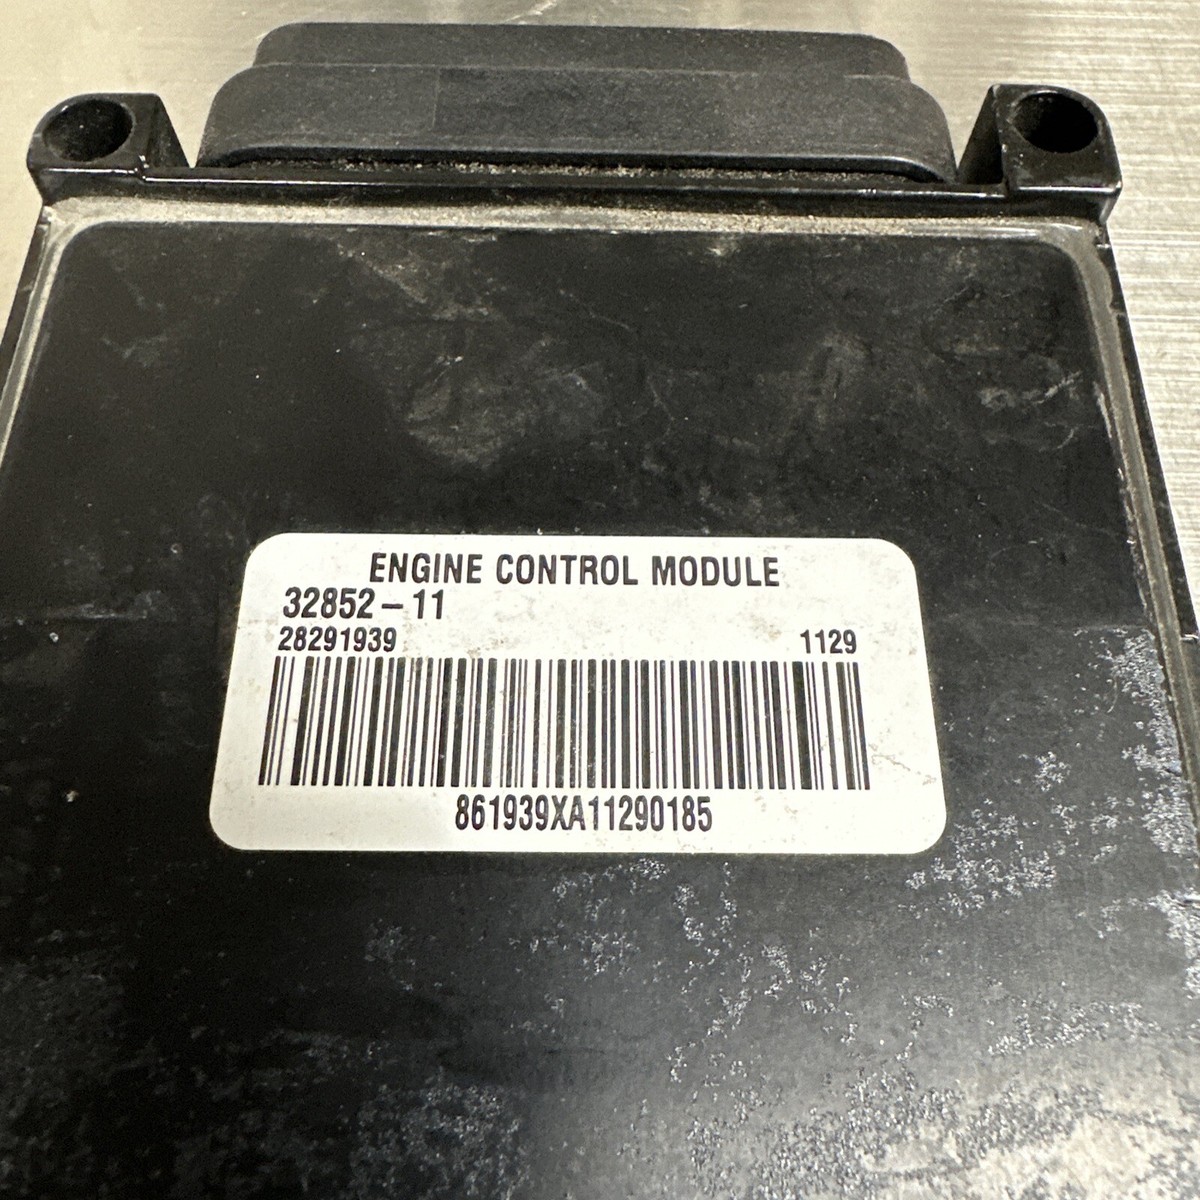 ENGINE CONTROL MODULE
32852-11
28291939 1129
861939XA11290185